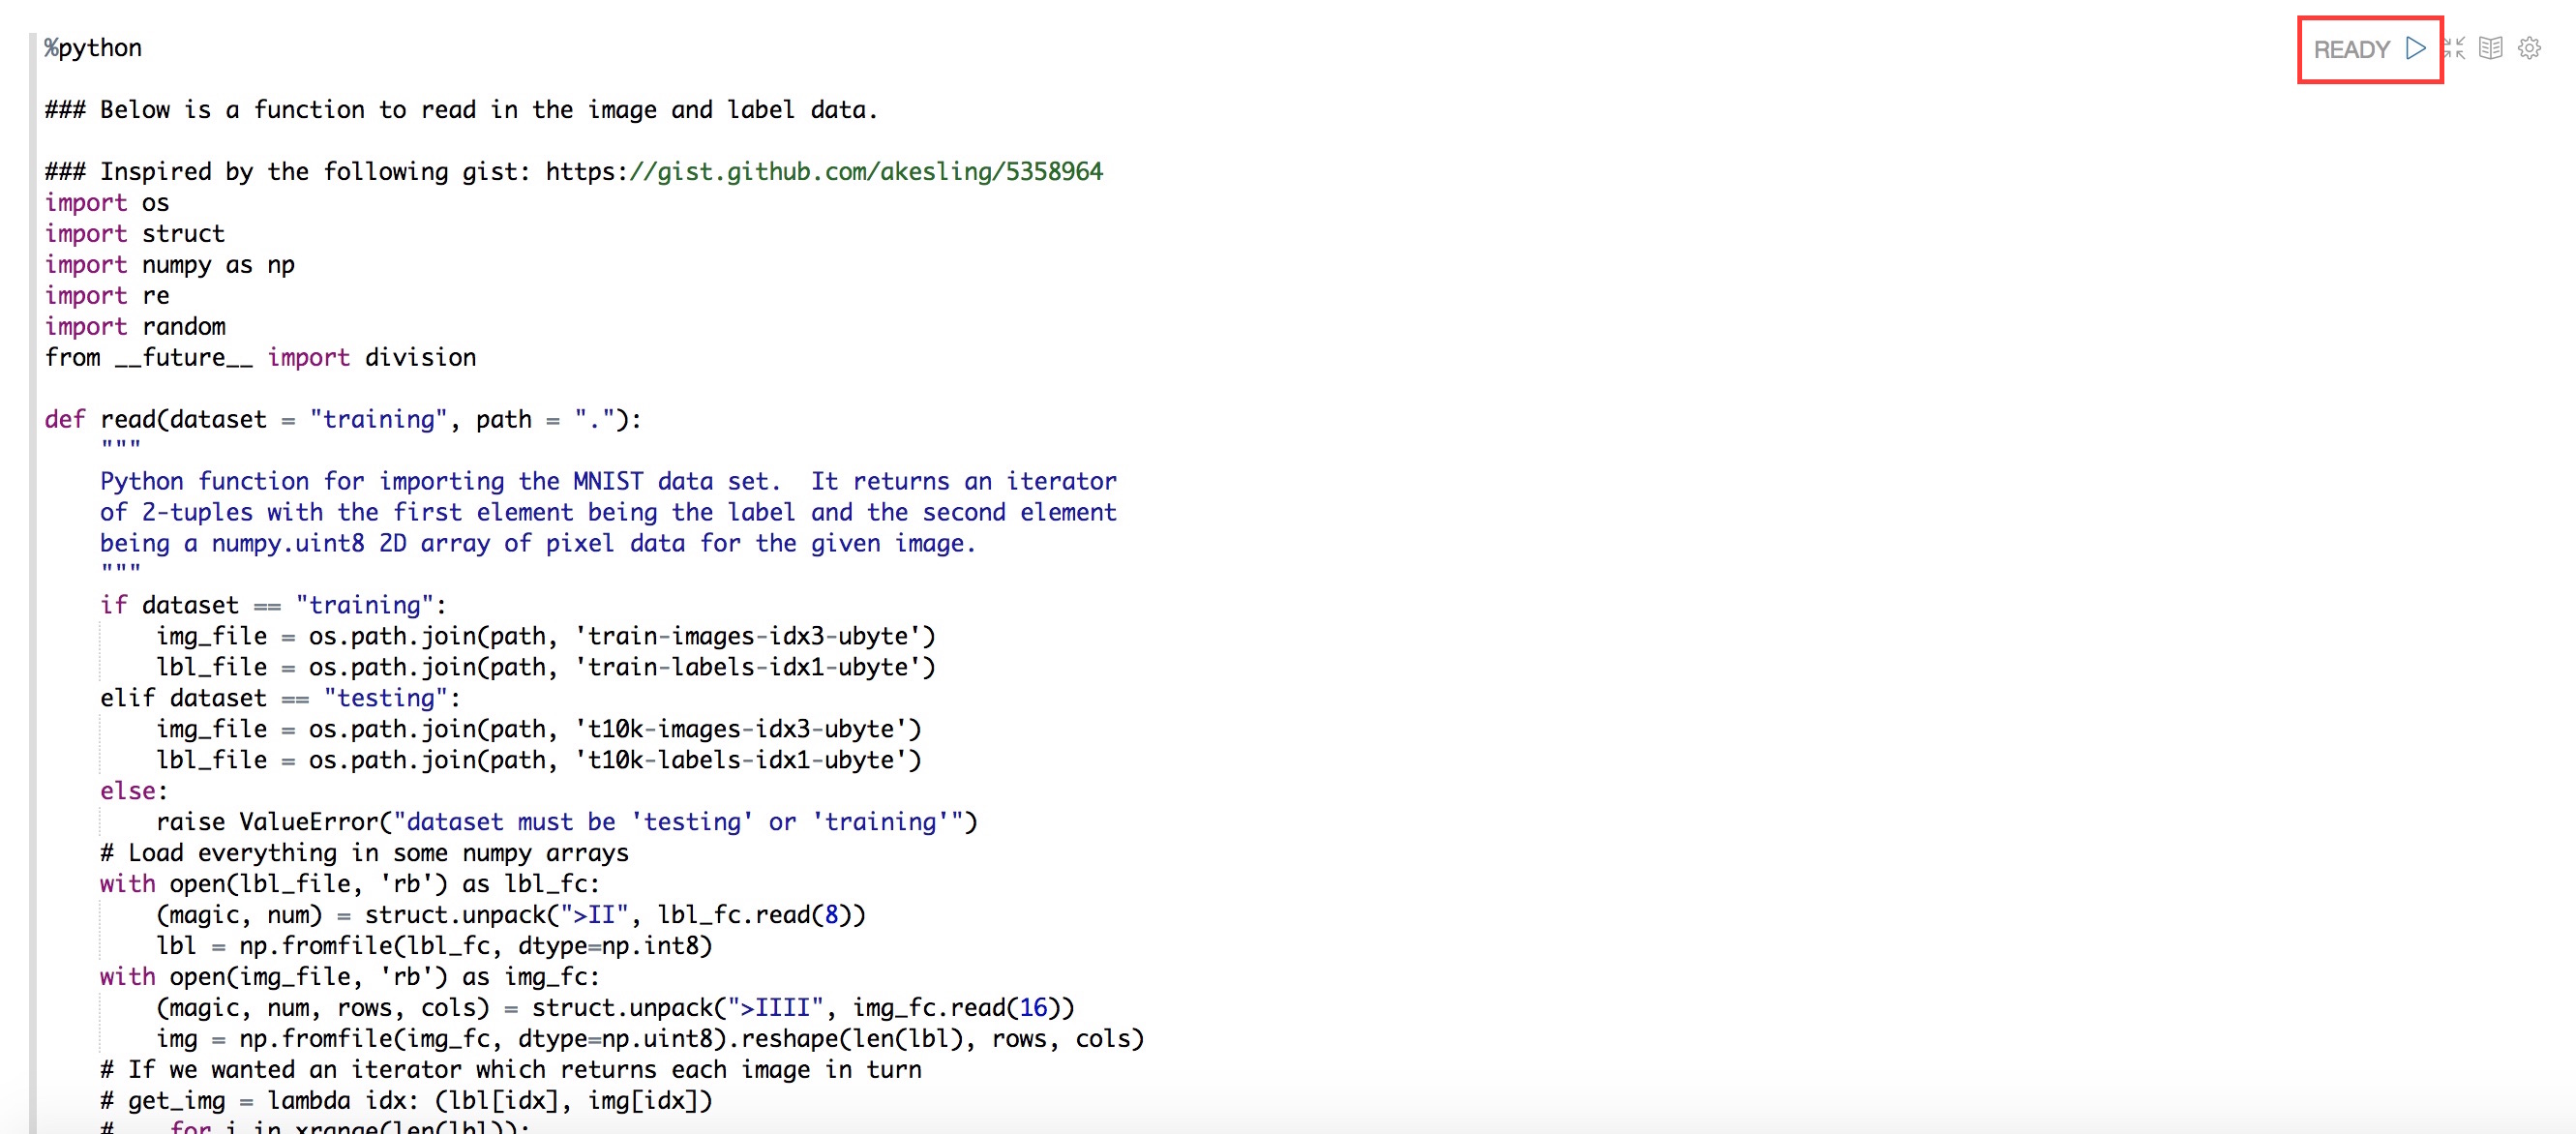 %python
READY
### Below is a function to read in the image and label data.
### Inspired by the following gist: https://gist.github.com/akesling/5358964
import os
import struct
import numpy as np
import re
import random
from __future__ import division
def read(dataset = "training", path = "."):
    """
    Python function for importing the MNIST data set.  It returns an iterator
    of 2-tuples with the first element being the label and the second element
    being a numpy.uint8 2D array of pixel data for the given image.
    """
    if dataset == "training":
        img_file = os.path.join(path, 'train-images-idx3-ubyte')
        lbl_file = os.path.join(path, 'train-labels-idx1-ubyte')
    elif dataset == "testing":
        img_file = os.path.join(path, 't10k-images-idx3-ubyte')
        lbl_file = os.path.join(path, 't10k-labels-idx1-ubyte')
    else:
        raise ValueError("dataset must be 'testing' or 'training'")
    # Load everything in some numpy arrays
    with open(lbl_file, 'rb') as lbl_fc:
        (magic, num) = struct.unpack(">II", lbl_fc.read(8))
        lbl = np.fromfile(lbl_fc, dtype=np.int8)
    with open(img_file, 'rb') as img_fc:
        (magic, num, rows, cols) = struct.unpack(">IIII", img_fc.read(16))
        img = np.fromfile(img_fc, dtype=np.uint8).reshape(len(lbl), rows, cols)
    # If we wanted an iterator which returns each image in turn
    # get_img = lambda idx: (lbl[idx], img[idx])
    #    for i in xrange(len(lbl)):